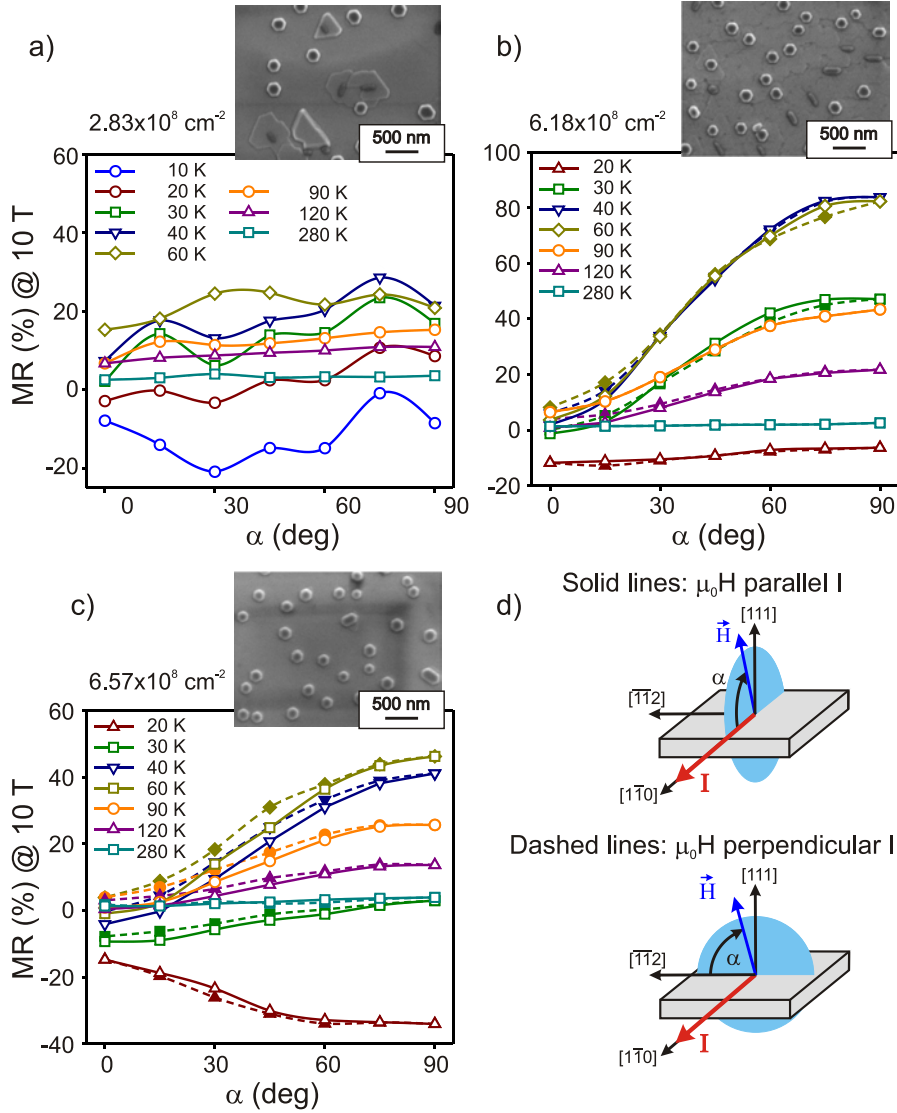 a)
2.83x10⁸ cm⁻²
500 nm
MR (%) @ 10 T
60
40
20
0
-20
10 K
20 K
30 K
40 K
60 K
90 K
120 K
280 K
0 30 60 90
α (deg)
b)
6.18x10⁸ cm⁻²
500 nm
100
80
60
40
20
0
-20
20 K
30 K
40 K
60 K
90 K
120 K
280 K
0 30 60 90
α (deg)
c)
6.57x10⁸ cm⁻²
500 nm
MR (%) @ 10 T
60
40
20
0
-20
-40
20 K
30 K
40 K
60 K
90 K
120 K
280 K
0 30 60 90
α (deg)
d)
Solid lines: μ₀H parallel I
[111]
H⃗
α
[1̅1̅2]
I
[11̅0]
Dashed lines: μ₀H perpendicular I
[111]
H⃗
α
[1̅1̅2]
I
[11̅0]